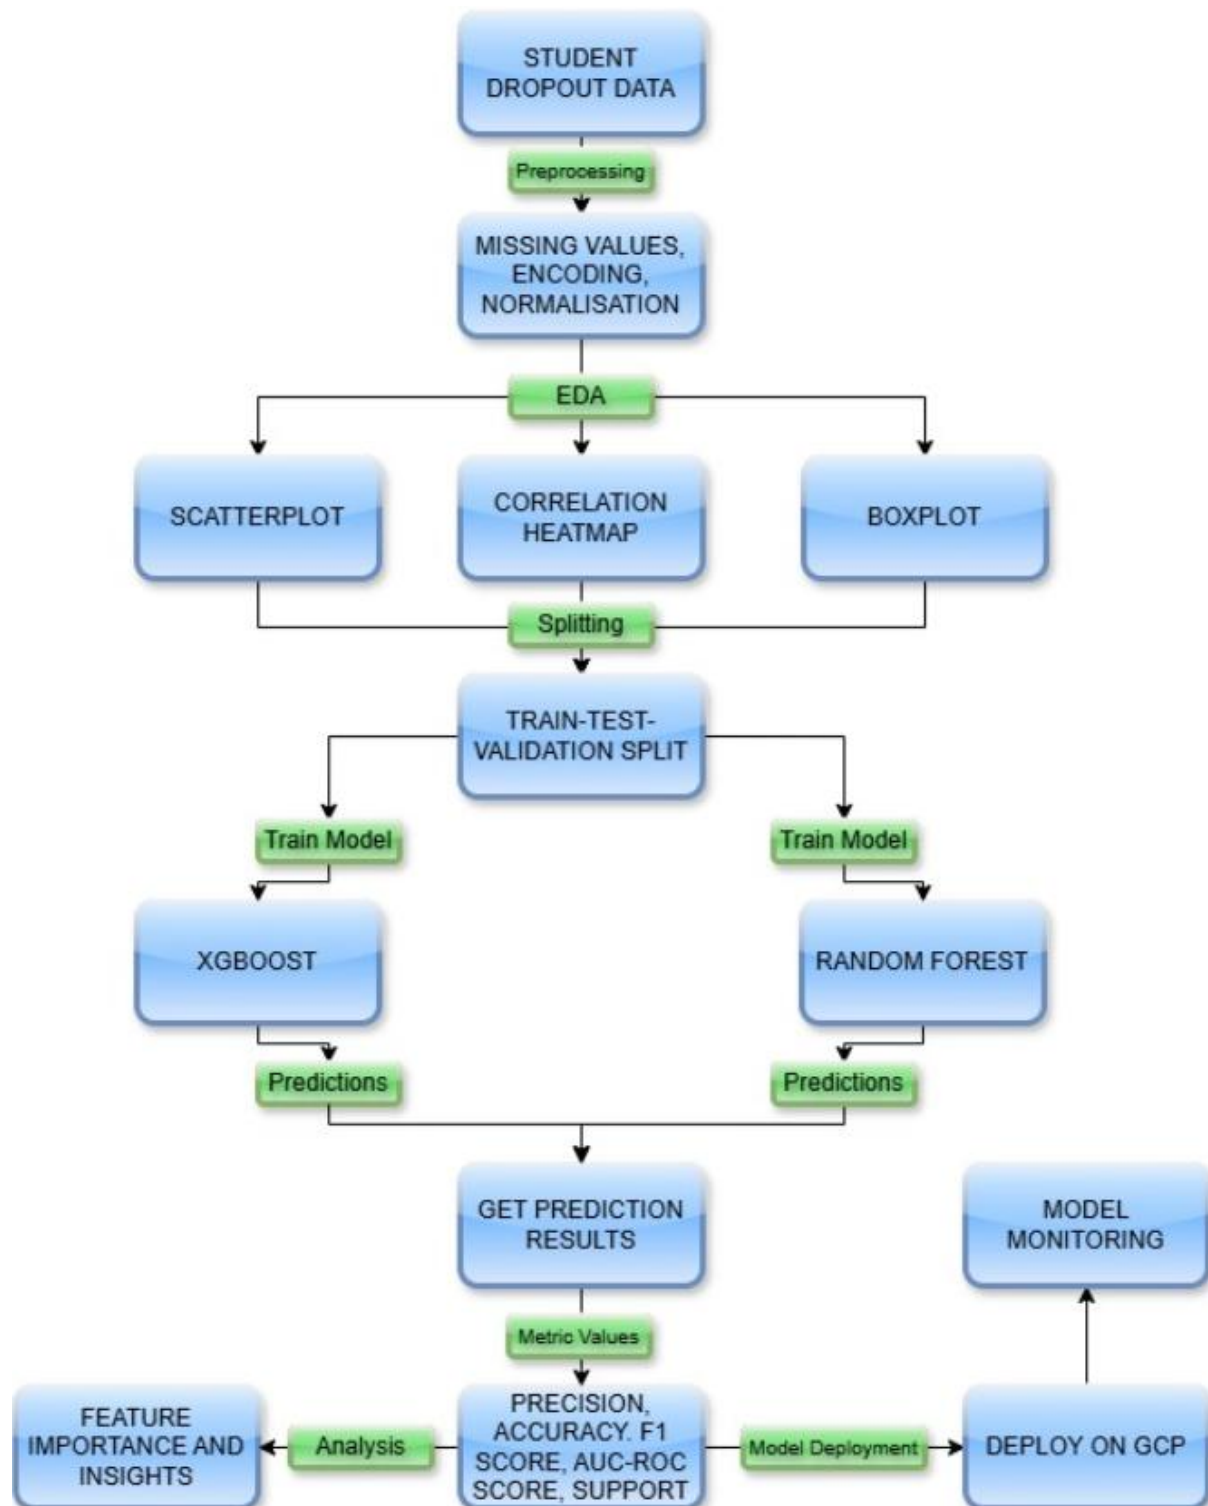 STUDENT
DROPOUT DATA
Preprocessing
MISSING VALUES,
ENCODING,
NORMALISATION
EDA
SCATTERPLOT
CORRELATION
HEATMAP
BOXPLOT
Splitting
TRAIN-TEST-
VALIDATION SPLIT
Train Model
Train Model
XGBOOST
RANDOM FOREST
Predictions
Predictions
GET PREDICTION
RESULTS
MODEL
MONITORING
Metric Values
FEATURE
IMPORTANCE AND
INSIGHTS
Analysis
PRECISION,
ACCURACY. F1
SCORE, AUC-ROC
SCORE, SUPPORT
Model Deployment
DEPLOY ON GCP